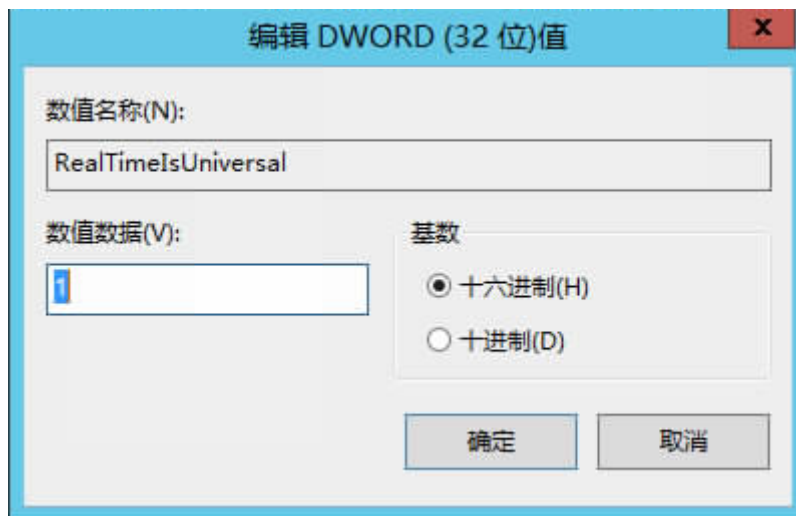 编辑 DWORD (32 位)值
x
数值名称(N):
RealTimeIsUniversal
数值数据(V):
基数
1
十六进制(H)
十进制(D)
确定
取消